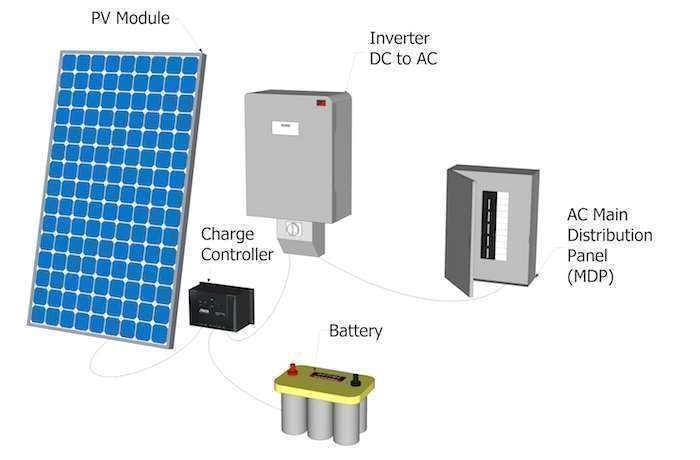 PV Module
Inverter
DC to AC
Charge
Controller
AC Main
Distribution
Panel
(MDP)
Battery